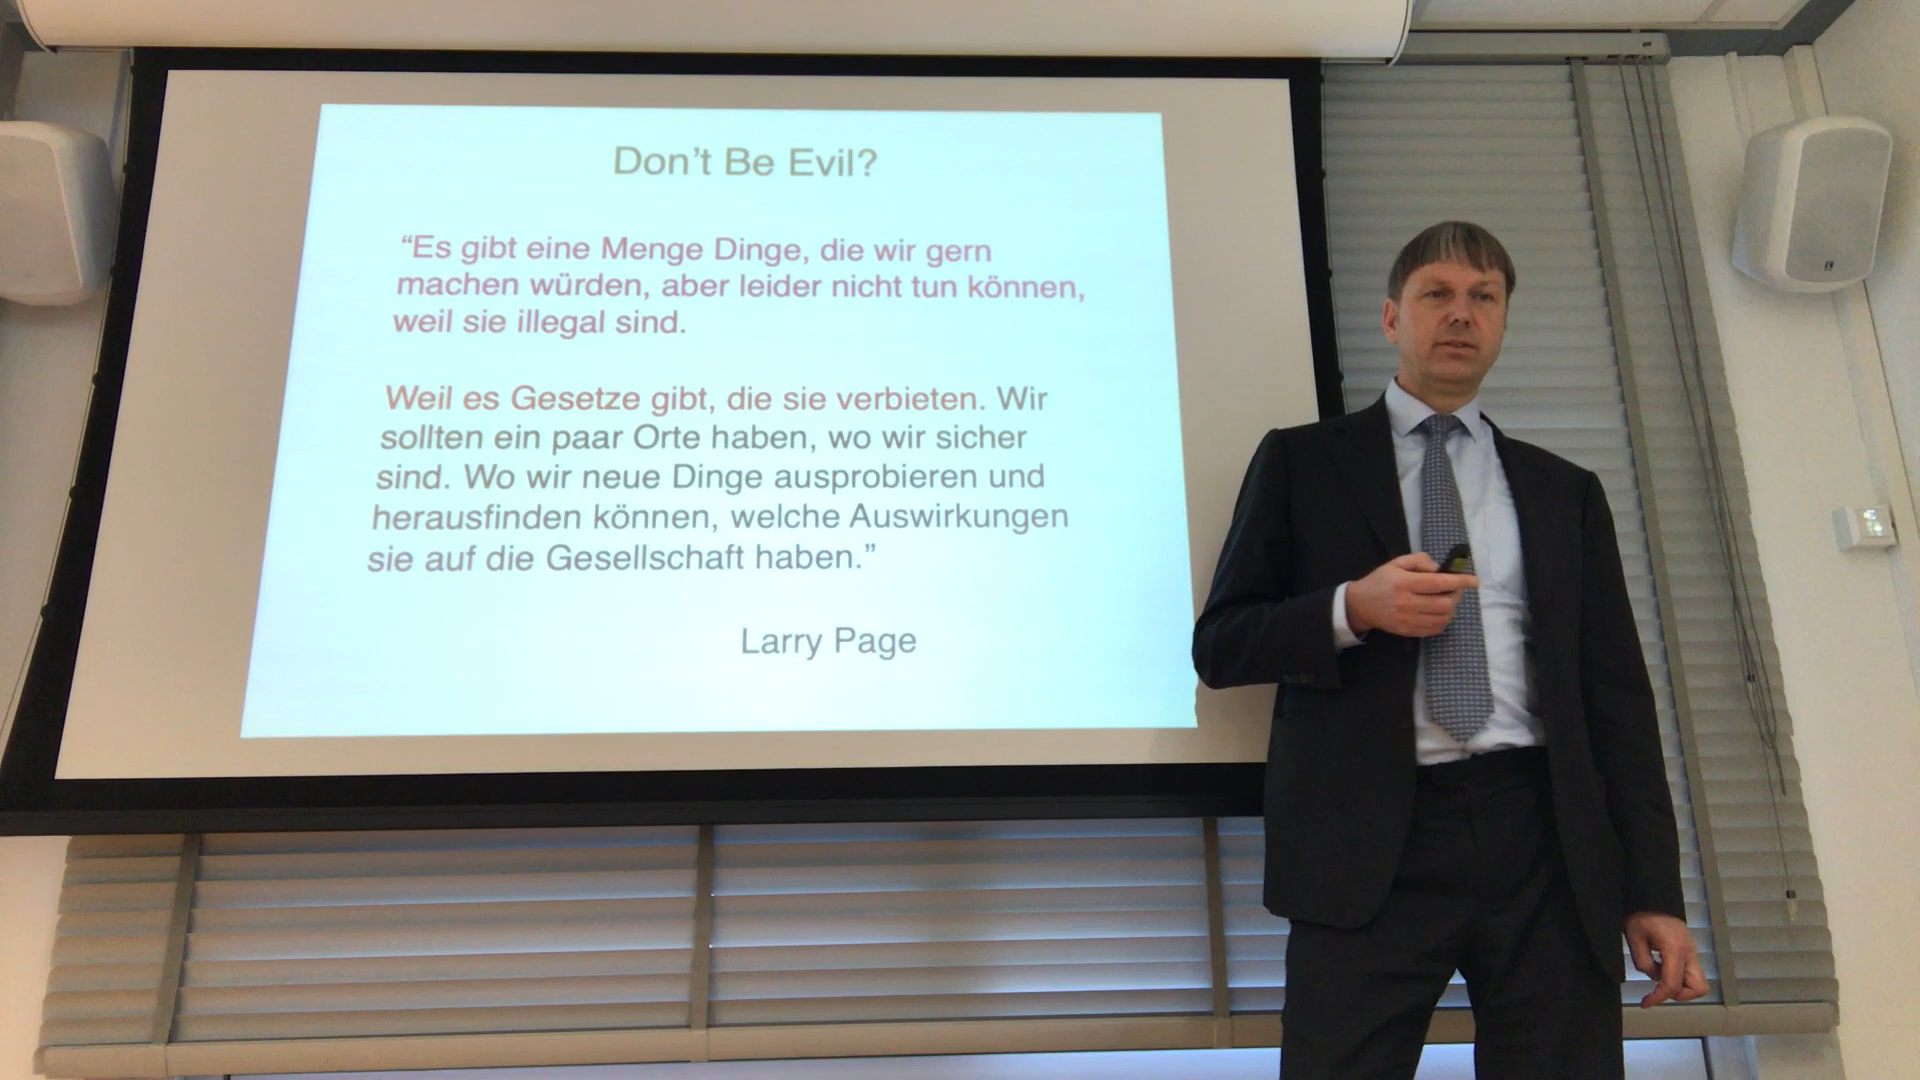 Don't Be Evil?
“Es gibt eine Menge Dinge, die wir gern
machen würden, aber leider nicht tun können,
weil sie illegal sind.
Weil es Gesetze gibt, die sie verbieten. Wir
sollten ein paar Orte haben, wo wir sicher
sind. Wo wir neue Dinge ausprobieren und
herausfinden können, welche Auswirkungen
sie auf die Gesellschaft haben.”
Larry Page